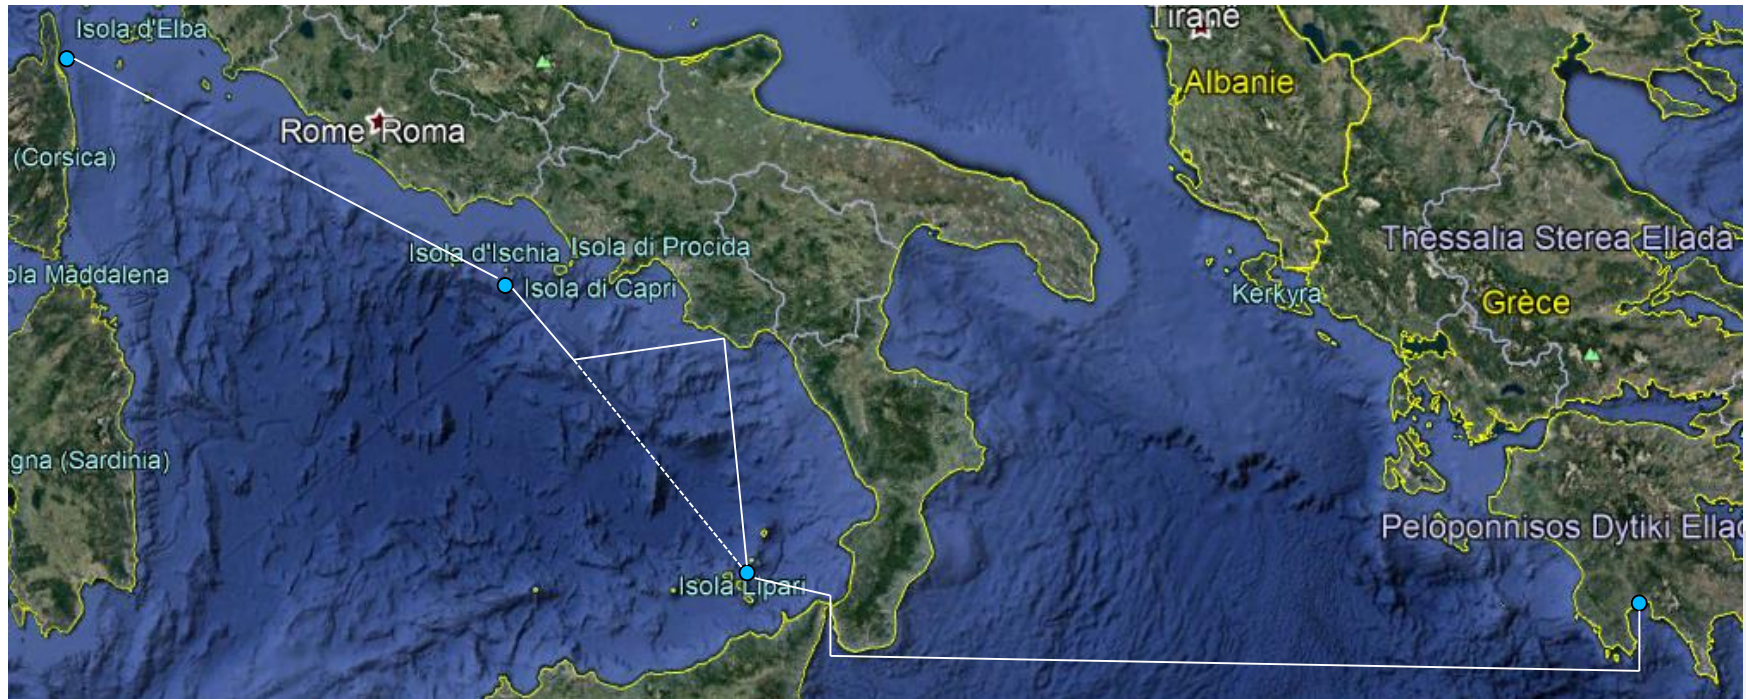 Tiranë
Isola d'Elba
Albanie
Rome Roma
(Corsica)
Thessalia Sterea Ellada
Isola d'Ischia
Isola di Procida
ola Maddalena
Isola di Capri
Kerkyra
Grèce
gna (Sardinia)
Peloponnisos Dytiki Ellad
Isola Lipari